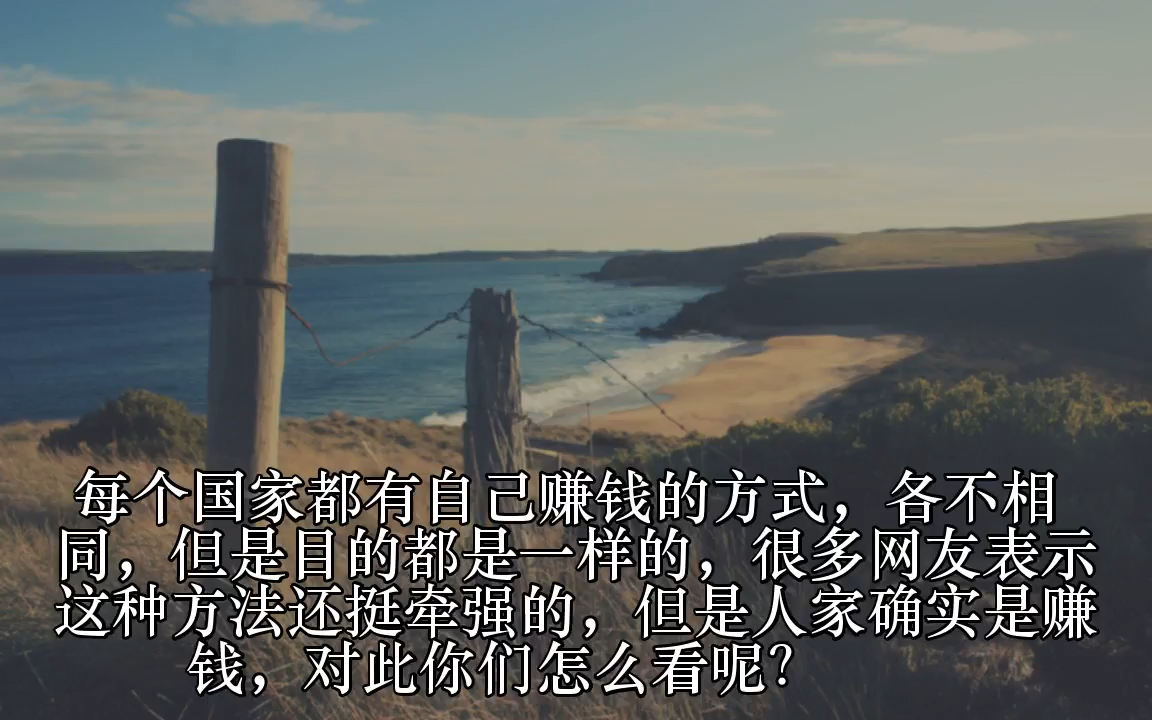 每个国家都有自己赚钱的方式，各不相
同，但是目的都是一样的，很多网友表示
这种方法还挺牵强的，但是人家确实是赚
钱，对此你们怎么看呢？